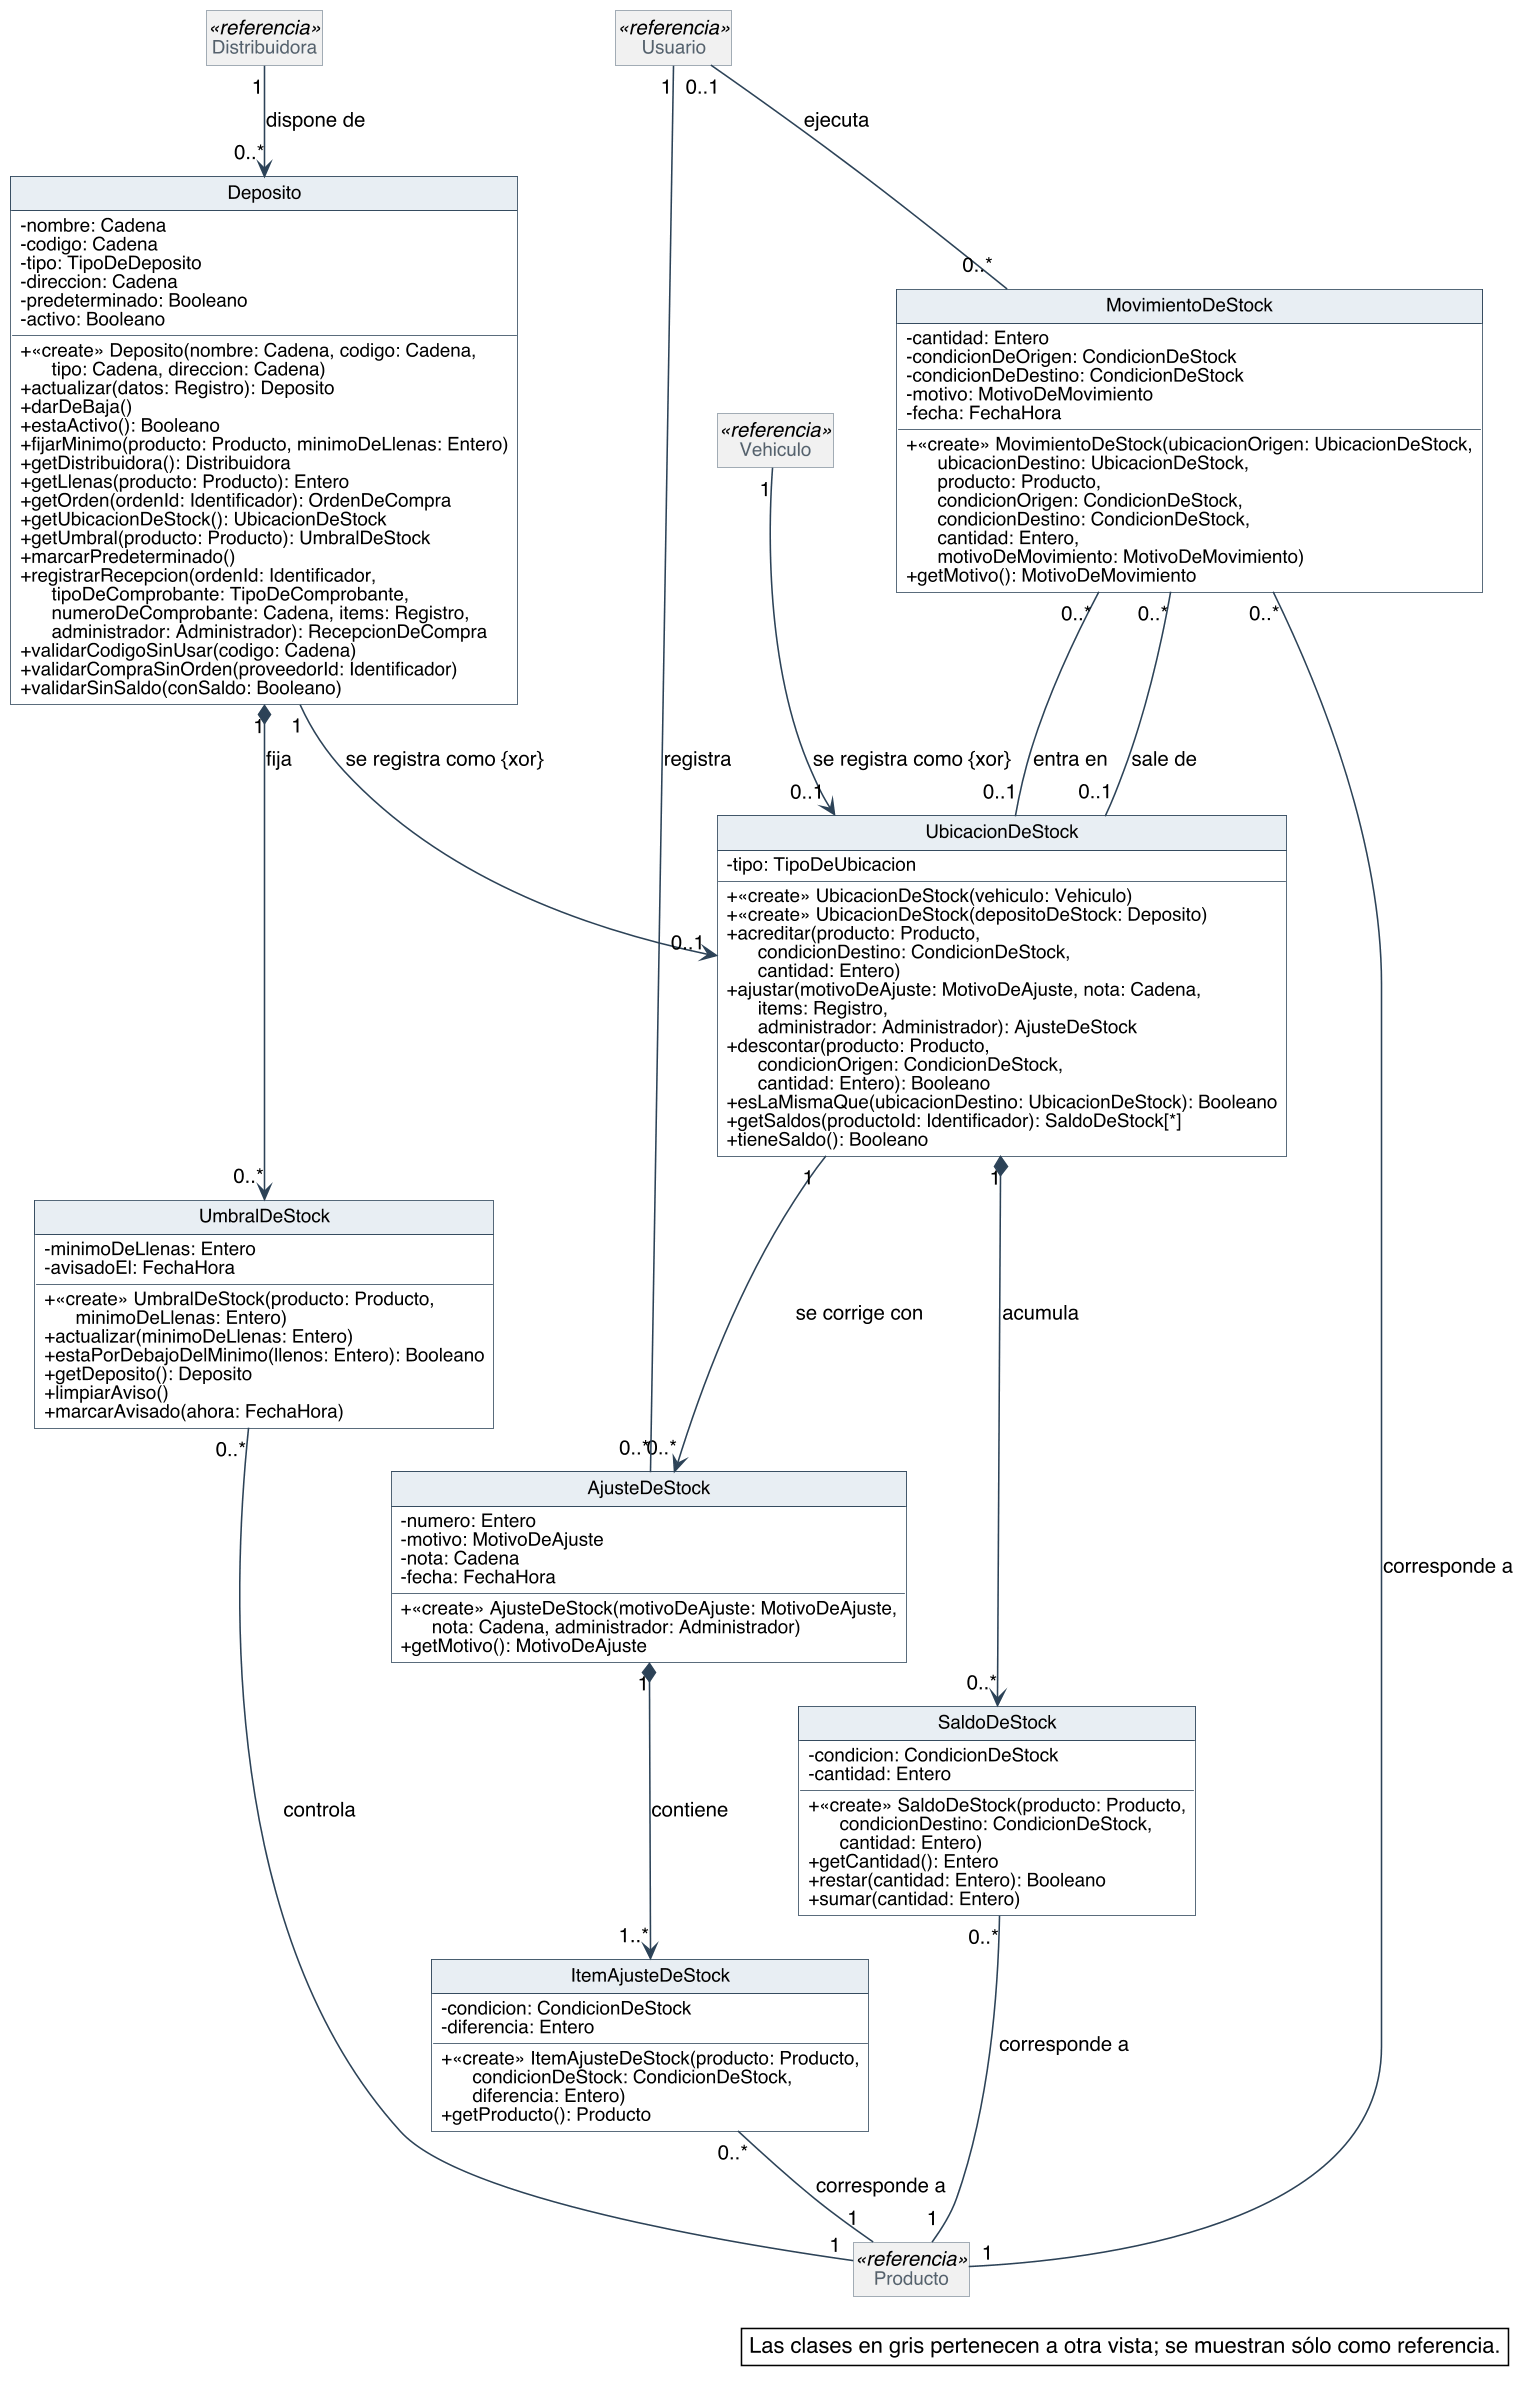 «referencia»
Distribuidora
«referencia»
Usuario
1
1
0..1
dispone de
ejecuta
0..*
0..*
Deposito
-nombre: Cadena
-codigo: Cadena
-tipo: TipoDeDeposito
-direccion: Cadena
-predeterminado: Booleano
-activo: Booleano
+«create» Deposito(nombre: Cadena, codigo: Cadena,
tipo: Cadena, direccion: Cadena)
+actualizar(datos: Registro): Deposito
+darDeBaja()
+estaActivo(): Booleano
+fijarMinimo(producto: Producto, minimoDeLlenas: Entero)
+getDistribuidora(): Distribuidora
+getLlenas(producto: Producto): Entero
+getOrden(ordenId: Identificador): OrdenDeCompra
+getUbicacionDeStock(): UbicacionDeStock
+getUmbral(producto: Producto): UmbralDeStock
+marcarPredeterminado()
+registrarRecepcion(ordenId: Identificador,
tipoDeComprobante: TipoDeComprobante,
numeroDeComprobante: Cadena, items: Registro,
administrador: Administrador): RecepcionDeCompra
+validarCodigoSinUsar(codigo: Cadena)
+validarCompraSinOrden(proveedorId: Identificador)
+validarSinSaldo(conSaldo: Booleano)
MovimientoDeStock
-cantidad: Entero
-condicionDeOrigen: CondicionDeStock
-condicionDeDestino: CondicionDeStock
-motivo: MotivoDeMovimiento
-fecha: FechaHora
+«create» MovimientoDeStock(ubicacionOrigen: UbicacionDeStock,
ubicacionDestino: UbicacionDeStock,
producto: Producto,
condicionOrigen: CondicionDeStock,
condicionDestino: CondicionDeStock,
cantidad: Entero,
motivoDeMovimiento: MotivoDeMovimiento)
+getMotivo(): MotivoDeMovimiento
«referencia»
Vehiculo
1
0..*
0..*
0..*
1
1
fija
se registra como {xor}
registra
se registra como {xor}
entra en
sale de
0..1
0..1
0..1
0..1
UbicacionDeStock
-tipo: TipoDeUbicacion
+«create» UbicacionDeStock(vehiculo: Vehiculo)
+«create» UbicacionDeStock(depositoDeStock: Deposito)
+acreditar(producto: Producto,
condicionDestino: CondicionDeStock,
cantidad: Entero)
+ajustar(motivoDeAjuste: MotivoDeAjuste, nota: Cadena,
items: Registro,
administrador: Administrador): AjusteDeStock
+descontar(producto: Producto,
condicionOrigen: CondicionDeStock,
cantidad: Entero): Booleano
+esLaMismaQue(ubicacionDestino: UbicacionDeStock): Booleano
+getSaldos(productoId: Identificador): SaldoDeStock[*]
+tieneSaldo(): Booleano
0..*
1
1
UmbralDeStock
-minimoDeLlenas: Entero
-avisadoEl: FechaHora
+«create» UmbralDeStock(producto: Producto,
minimoDeLlenas: Entero)
+actualizar(minimoDeLlenas: Entero)
+estaPorDebajoDelMinimo(llenos: Entero): Booleano
+getDeposito(): Deposito
+limpiarAviso()
+marcarAvisado(ahora: FechaHora)
se corrige con
acumula
0..*
0..*
0..*
AjusteDeStock
-numero: Entero
-motivo: MotivoDeAjuste
-nota: Cadena
-fecha: FechaHora
+«create» AjusteDeStock(motivoDeAjuste: MotivoDeAjuste,
nota: Cadena, administrador: Administrador)
+getMotivo(): MotivoDeAjuste
corresponde a
1
0..*
SaldoDeStock
-condicion: CondicionDeStock
-cantidad: Entero
+«create» SaldoDeStock(producto: Producto,
condicionDestino: CondicionDeStock,
cantidad: Entero)
+getCantidad(): Entero
+restar(cantidad: Entero): Booleano
+sumar(cantidad: Entero)
controla
contiene
1..*
0..*
ItemAjusteDeStock
-condicion: CondicionDeStock
-diferencia: Entero
+«create» ItemAjusteDeStock(producto: Producto,
condicionDeStock: CondicionDeStock,
diferencia: Entero)
+getProducto(): Producto
corresponde a
0..*
corresponde a
1
1
1
1
«referencia»
Producto
Las clases en gris pertenecen a otra vista; se muestran sólo como referencia.